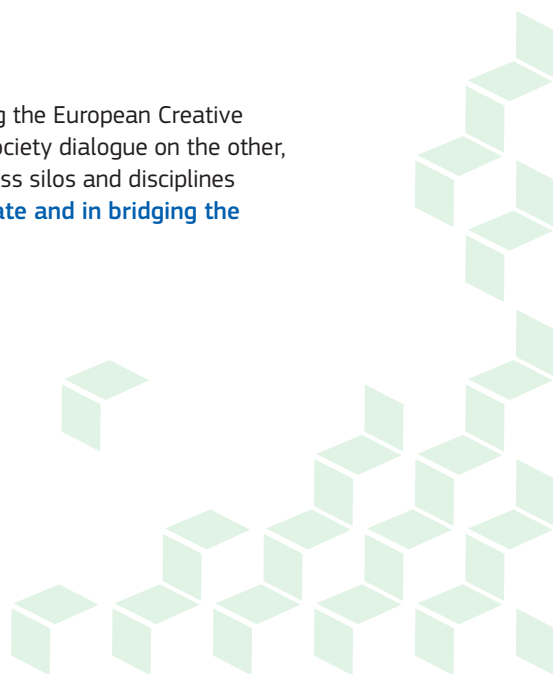 g the European Creative
ociety dialogue on the other,
ss silos and disciplines
ate and in bridging the